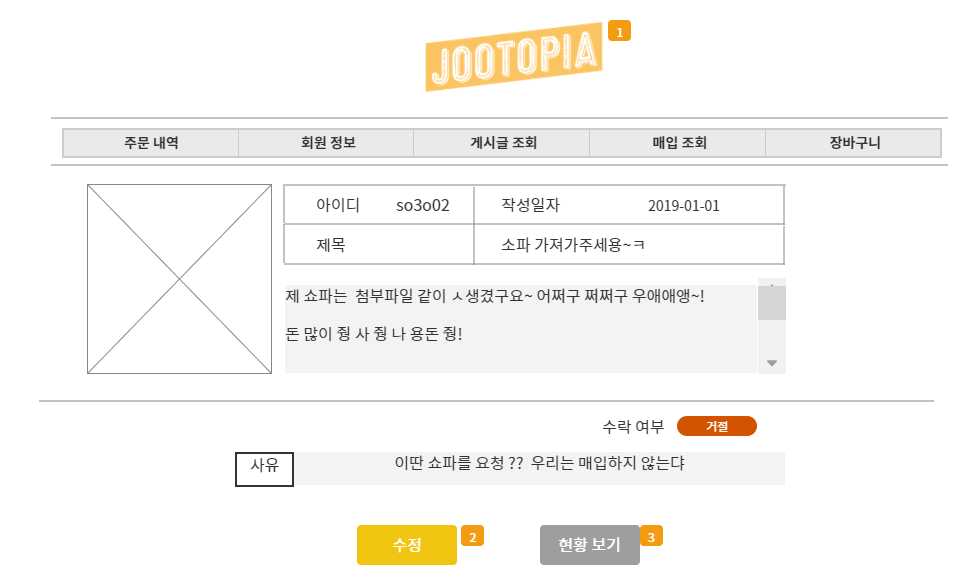 JOOTOPIA 1
주문 내역 회원 정보 게시글 조회 매입 조회 장바구니
아이디 so3o02 작성일자 2019-01-01
제목 소파 가져가주세용~ㅋ
제 쇼파는 첨부파일 같이 ㅅ생겼구요~ 어쩌구 쩌쩌구 우애애앵~!
돈 많이 줭 사 줭 나 용돈 줭!
수락 여부 거절
사유 이딴 쇼파를 요청 ?? 우리는 매입하지 않는댜
수정 2 현황 보기 3